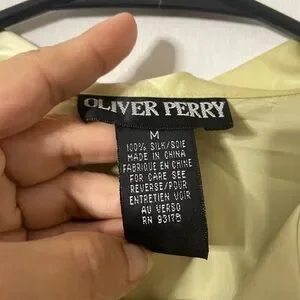 OLIVER PERRY
M
100% SILK/SOIE
MADE IN CHINA
FABRIQUE EN CHINE
FOR CARE SEE
REVERSE/POUR
ENTRETIEN VOIR
AU VERSO
RN 93179